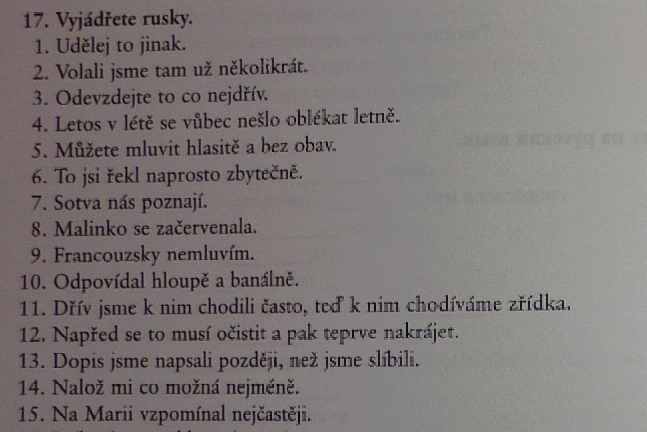 17. Vyjádřete rusky.
1. Udělej to jinak.
2. Volali jsme tam už několikrát.
3. Odevzdejte to co nejdřív.
4. Letos v létě se vůbec nešlo oblékat letně.
5. Můžete mluvit hlasitě a bez obav.
6. To jsi řekl naprosto zbytečně.
7. Sotva nás poznají.
8. Malinko se začervenala.
9. Francouzsky nemluvím.
10. Odpovídal hloupě a banálně.
11. Dřív jsme k nim chodili často, teď k nim chodíváme zřídka.
12. Napřed se to musí očistit a pak teprve nakrájet.
13. Dopis jsme napsali později, než jsme slíbili.
14. Nalož mi co možná nejméně.
15. Na Marii vzpomínal nejčastěji.